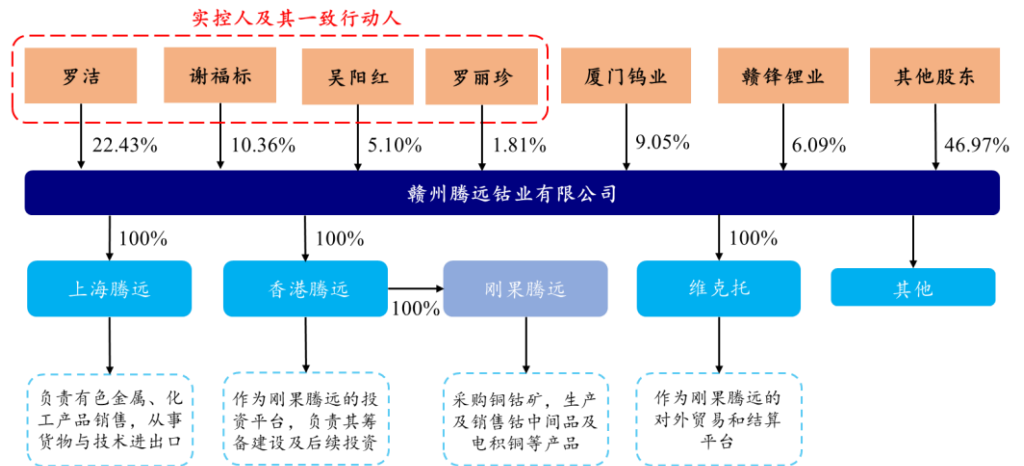 实控人及其一致行动人
罗洁
谢福标
吴阳红
罗丽珍
厦门钨业
赣锋锂业
其他股东
22.43%
10.36%
5.10%
1.81%
9.05%
6.09%
46.97%
赣州腾远钴业有限公司
100%
100%
100%
上海腾远
香港腾远
100%
刚果腾远
维克托
其他
负责有色金属、化
工产品销售，从事
货物与技术进出口
作为刚果腾远的投
资平台，负责其筹
备建设及后续投资
采购铜钴矿，生产
及销售钴中间品及
电积铜等产品
作为刚果腾远的
对外贸易和结算
平台